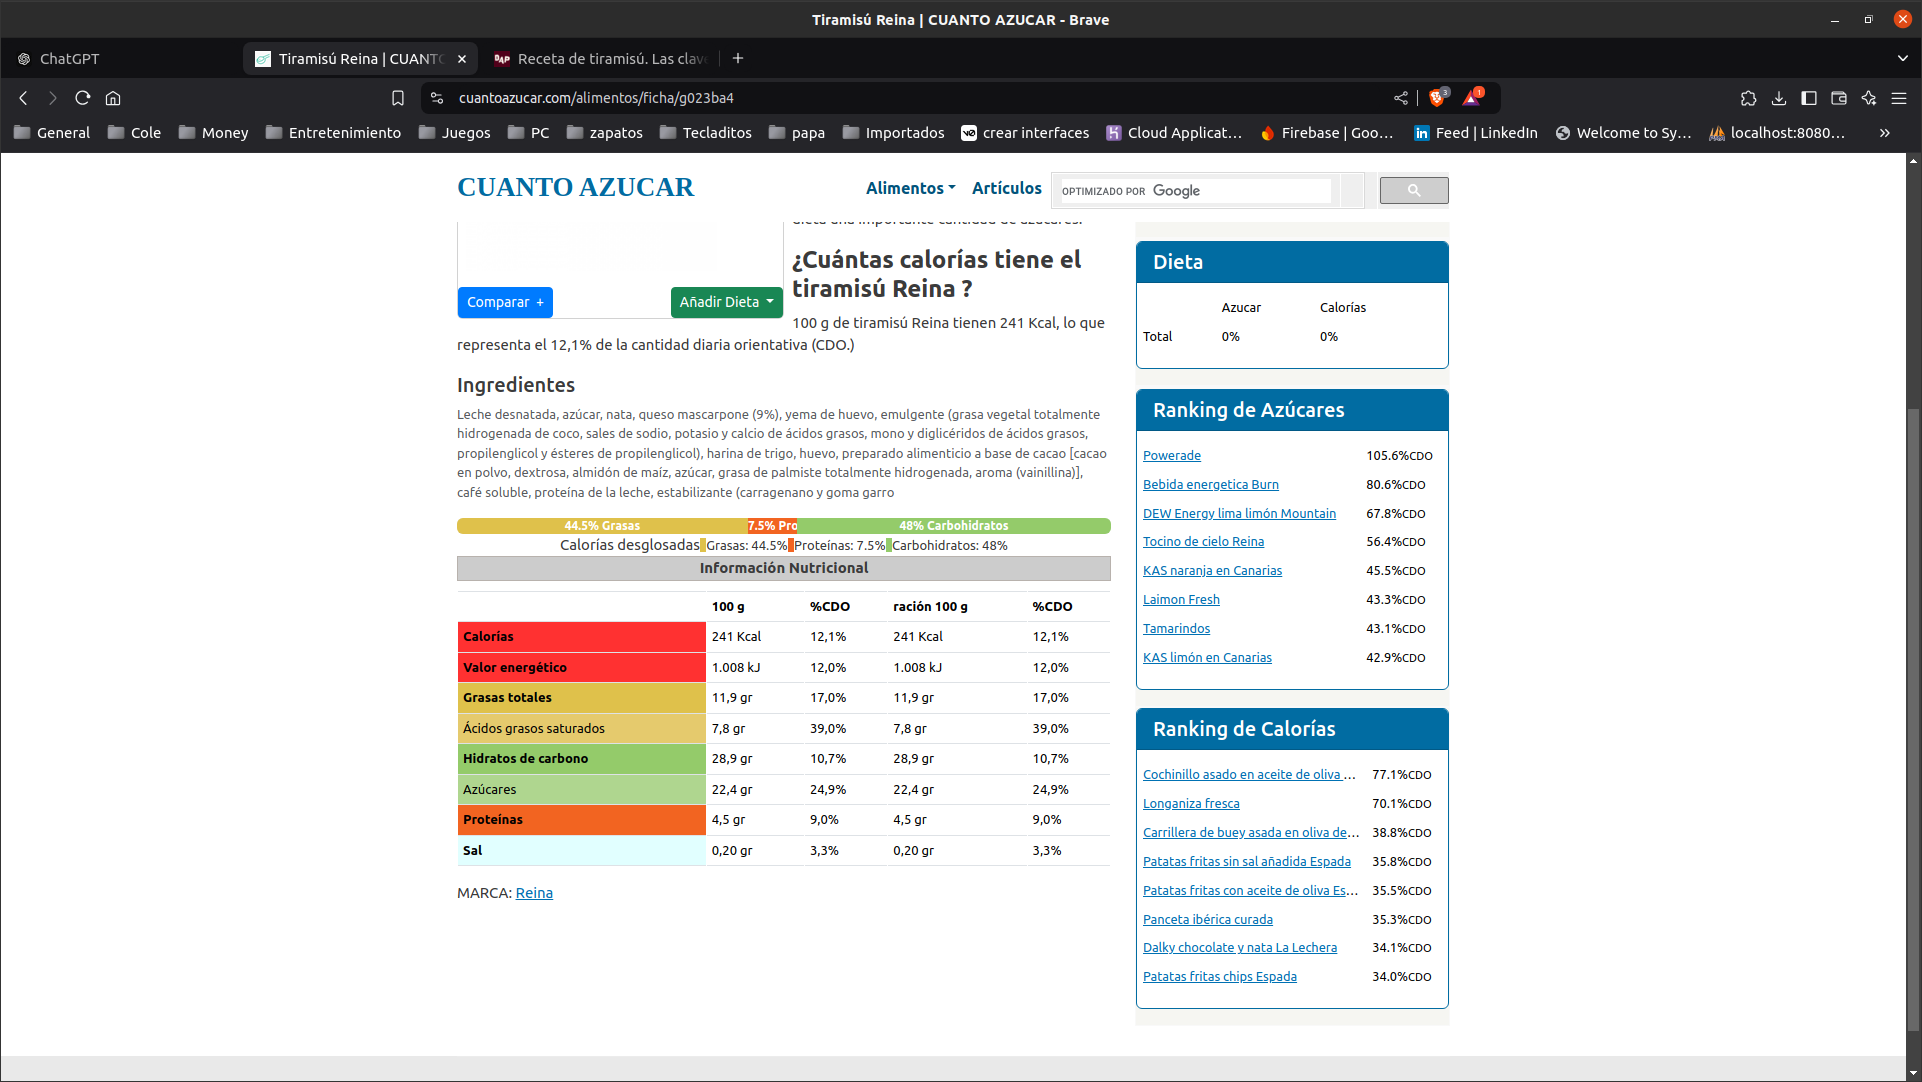 Tiramisú Reina | CUANTO AZUCAR - Brave
ChatGPT
Tiramisú Reina | CUANTO
Receta de tiramisú. Las clave
cuantoazucar.com/alimentos/ficha/g023ba4
3
1
General Cole Money Entretenimiento Juegos PC zapatos Tecladitos papa Importados crear interfaces Cloud Applicat... Firebase | Goo... Feed | LinkedIn Welcome to Sy... localhost:8080...
CUANTO AZUCAR
Alimentos
Artículos
OPTIMIZADO POR Google
dieta una importante cantidad de azúcares.
¿Cuántas calorías tiene el
tiramisú Reina ?
Comparar +
Añadir Dieta
100 g de tiramisú Reina tienen 241 Kcal, lo que
representa el 12,1% de la cantidad diaria orientativa (CDO.)
Ingredientes
Leche desnatada, azúcar, nata, queso mascarpone (9%), yema de huevo, emulgente (grasa vegetal totalmente
hidrogenada de coco, sales de sodio, potasio y calcio de ácidos grasos, mono y diglicéridos de ácidos grasos,
propilenglicol y ésteres de propilenglicol), harina de trigo, huevo, preparado alimenticio a base de cacao [cacao
en polvo, dextrosa, almidón de maíz, azúcar, grasa de palmiste totalmente hidrogenada, aroma (vainillina)],
café soluble, proteína de la leche, estabilizante (carragenano y goma garro
44.5% Grasas 7.5% Pro 48% Carbohidratos
Calorías desglosadas Grasas: 44.5% Proteínas: 7.5% Carbohidratos: 48%
Información Nutricional
100 g %CDO ración 100 g %CDO
Calorías 241 Kcal 12,1% 241 Kcal 12,1%
Valor energético 1.008 kJ 12,0% 1.008 kJ 12,0%
Grasas totales 11,9 gr 17,0% 11,9 gr 17,0%
Ácidos grasos saturados 7,8 gr 39,0% 7,8 gr 39,0%
Hidratos de carbono 28,9 gr 10,7% 28,9 gr 10,7%
Azúcares 22,4 gr 24,9% 22,4 gr 24,9%
Proteínas 4,5 gr 9,0% 4,5 gr 9,0%
Sal 0,20 gr 3,3% 0,20 gr 3,3%
MARCA: Reina
Dieta
Azucar Calorías
Total 0% 0%
Ranking de Azúcares
Powerade 105.6%CDO
Bebida energetica Burn 80.6%CDO
DEW Energy lima limón Mountain 67.8%CDO
Tocino de cielo Reina 56.4%CDO
KAS naranja en Canarias 45.5%CDO
Laimon Fresh 43.3%CDO
Tamarindos 43.1%CDO
KAS limón en Canarias 42.9%CDO
Ranking de Calorías
Cochinillo asado en aceite de oliva ... 77.1%CDO
Longaniza fresca 70.1%CDO
Carrillera de buey asada en oliva de... 38.8%CDO
Patatas fritas sin sal añadida Espada 35.8%CDO
Patatas fritas con aceite de oliva Es... 35.5%CDO
Panceta ibérica curada 35.3%CDO
Dalky chocolate y nata La Lechera 34.1%CDO
Patatas fritas chips Espada 34.0%CDO